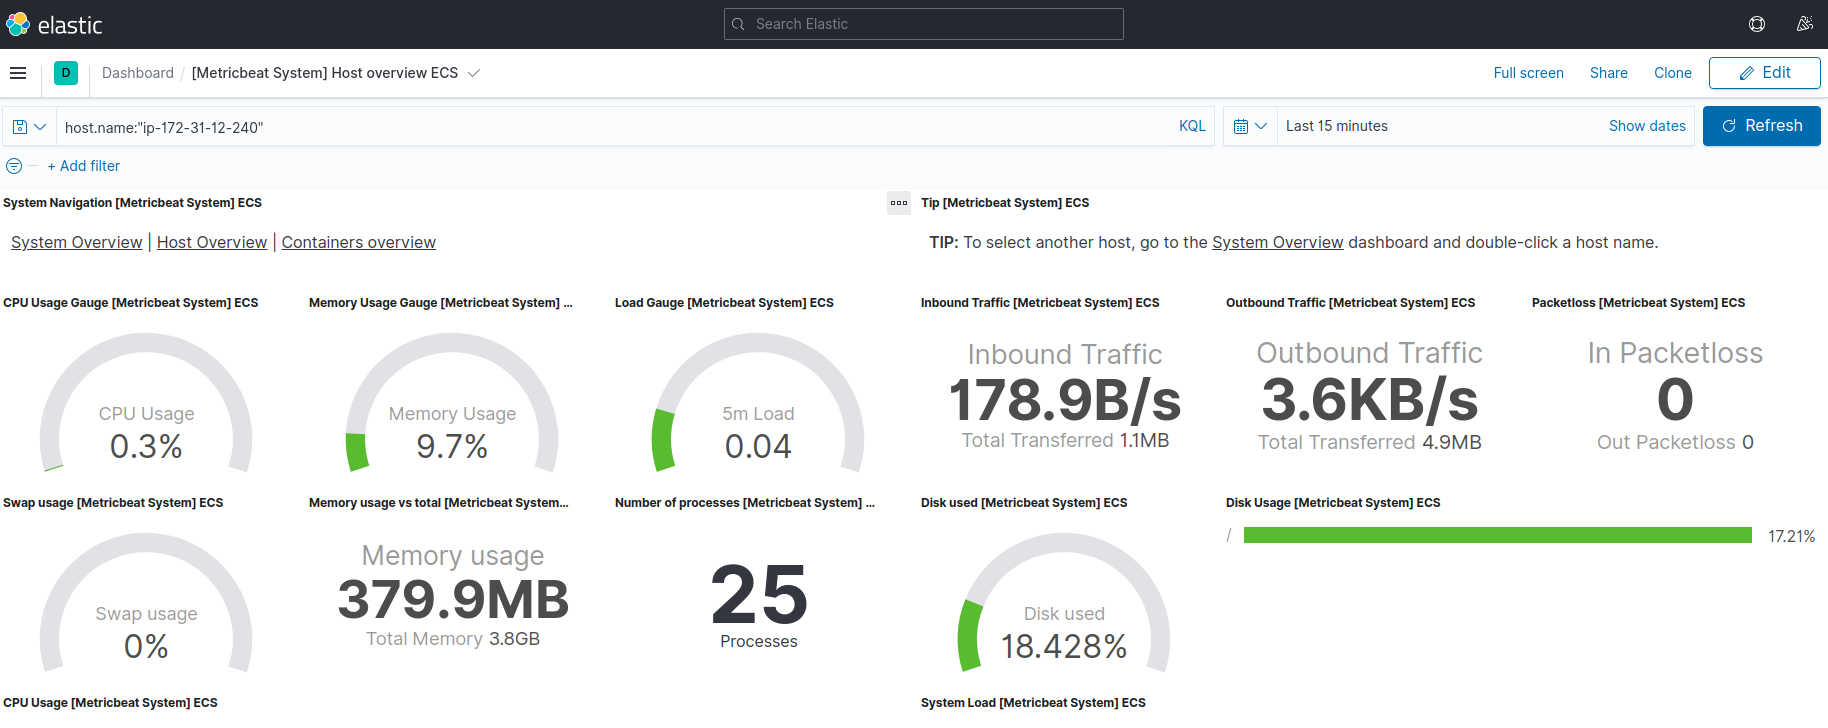 elastic
Search Elastic
D
Dashboard / [Metricbeat System] Host overview ECS
Full screen
Share
Clone
Edit
host.name:"ip-172-31-12-240"
KQL
Last 15 minutes
Show dates
Refresh
+ Add filter
System Navigation [Metricbeat System] ECS
System Overview | Host Overview | Containers overview
Tip [Metricbeat System] ECS
TIP: To select another host, go to the System Overview dashboard and double-click a host name.
CPU Usage Gauge [Metricbeat System] ECS
CPU Usage
0.3%
Memory Usage Gauge [Metricbeat System] ...
Memory Usage
9.7%
Load Gauge [Metricbeat System] ECS
5m Load
0.04
Inbound Traffic [Metricbeat System] ECS
Inbound Traffic
178.9B/s
Total Transferred 1.1MB
Outbound Traffic [Metricbeat System] ECS
Outbound Traffic
3.6KB/s
Total Transferred 4.9MB
Packetloss [Metricbeat System] ECS
In Packetloss
0
Out Packetloss 0
Swap usage [Metricbeat System] ECS
Swap usage
0%
Memory usage vs total [Metricbeat System...
Memory usage
379.9MB
Total Memory 3.8GB
Number of processes [Metricbeat System] ...
25
Processes
Disk used [Metricbeat System] ECS
Disk used
18.428%
Disk Usage [Metricbeat System] ECS
/ 17.21%
CPU Usage [Metricbeat System] ECS
System Load [Metricbeat System] ECS